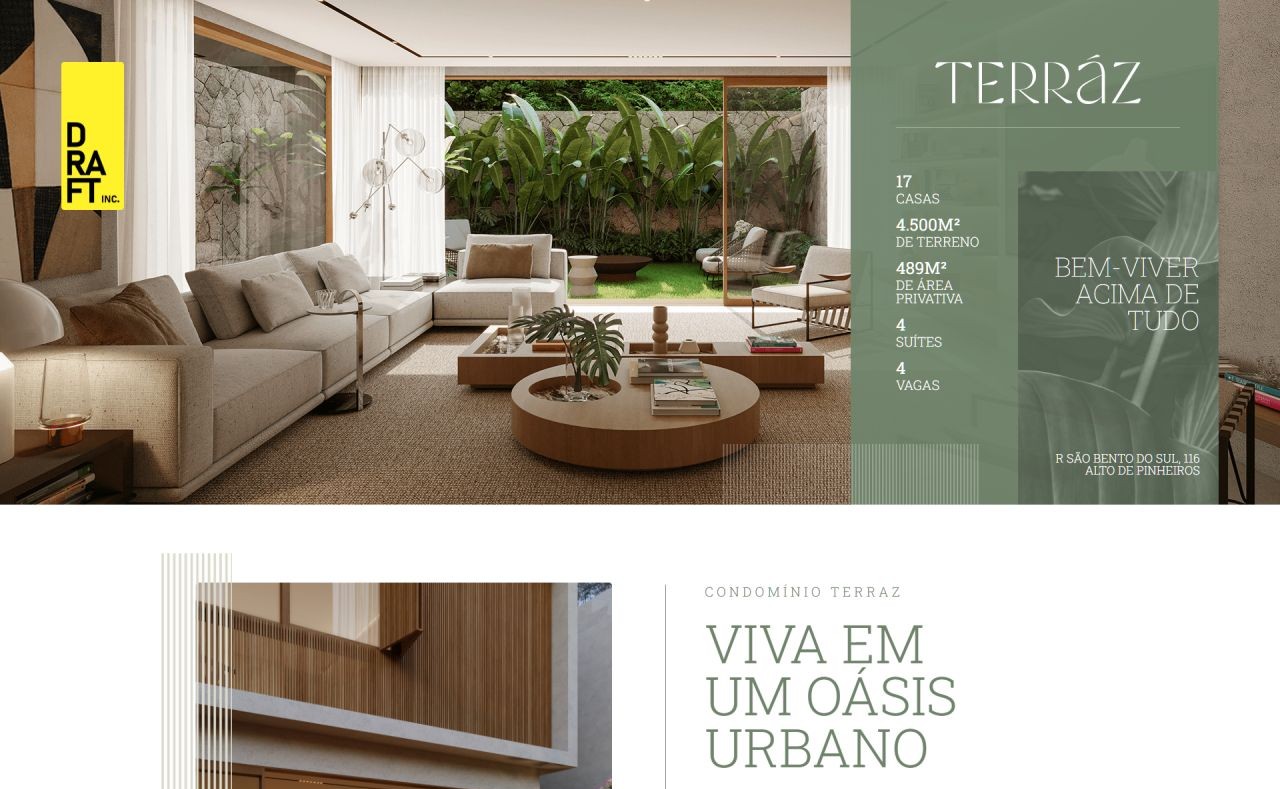 D
RA
FT INC.
TERRÁZ
17
CASAS
4.500M²
DE TERRENO
489M²
DE ÁREA
PRIVATIVA
4
SUÍTES
4
VAGAS
BEM-VIVER
ACIMA DE
TUDO
R SÃO BENTO DO SUL, 116
ALTO DE PINHEIROS
CONDOMÍNIO TERRAZ
VIVA EM
UM OÁSIS
URBANO